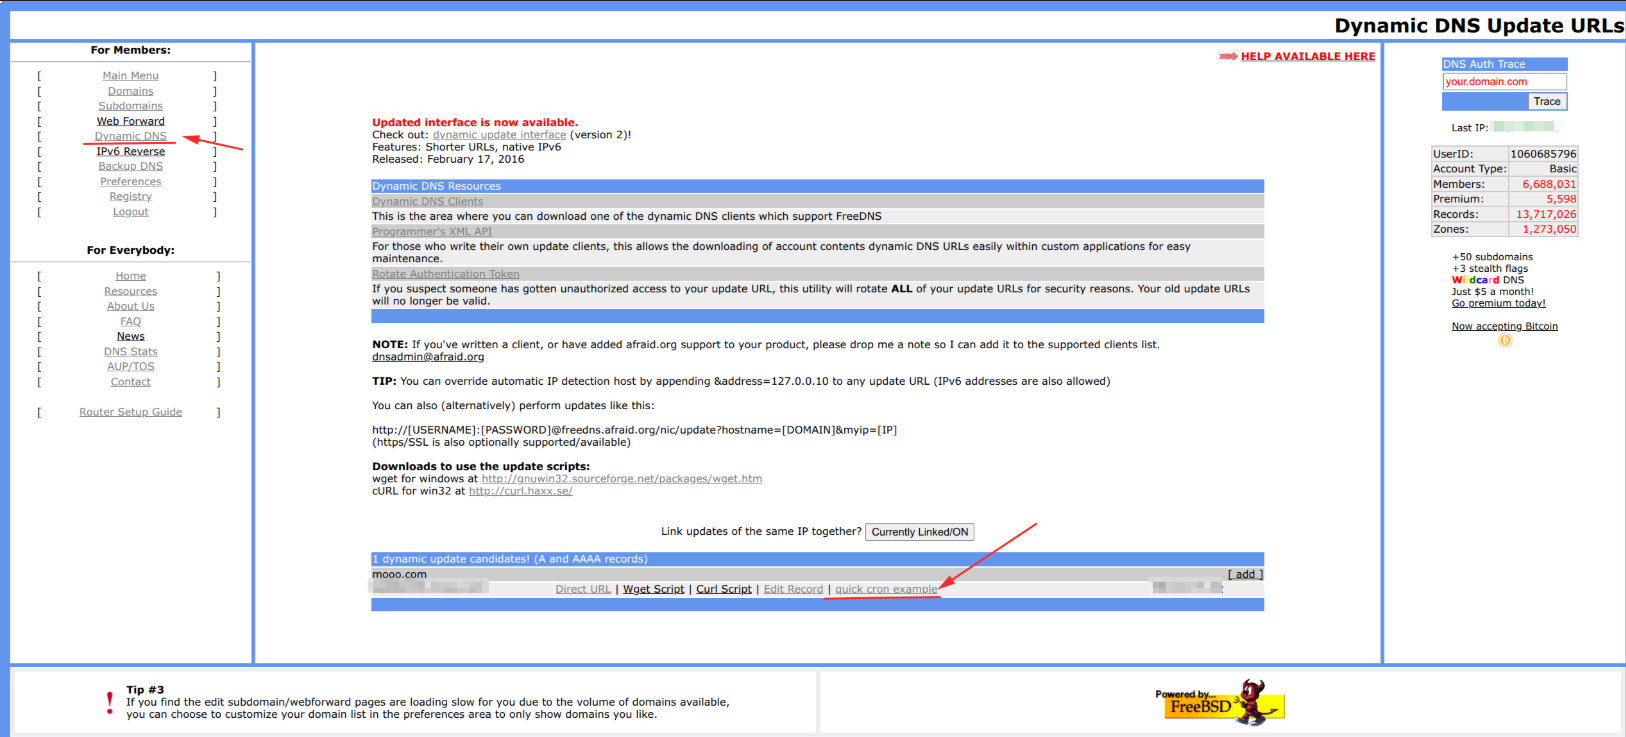 Dynamic DNS Update URLs
For Members:
[ Main Menu ]
[ Domains ]
[ Subdomains ]
[ Web Forward ]
[ Dynamic DNS ]
[ IPv6 Reverse ]
[ Backup DNS ]
[ Preferences ]
[ Registry ]
[ Logout ]
For Everybody:
[ Home ]
[ Resources ]
[ About Us ]
[ FAQ ]
[ News ]
[ DNS Stats ]
[ AUP/TOS ]
[ Contact ]
[ Router Setup Guide ]
HELP AVAILABLE HERE
Updated interface is now available.
Check out: dynamic update interface (version 2)!
Features: Shorter URLs, native IPv6
Released: February 17, 2016
Dynamic DNS Resources
Dynamic DNS Clients
This is the area where you can download one of the dynamic DNS clients which support FreeDNS
Programmer's XML API
For those who write their own update clients, this allows the downloading of account contents dynamic DNS URLs easily within custom applications for easy
maintenance.
Rotate Authentication Token
If you suspect someone has gotten unauthorized access to your update URL, this utility will rotate ALL of your update URLs for security reasons. Your old update URLs
will no longer be valid.
NOTE: If you've written a client, or have added afraid.org support to your product, please drop me a note so I can add it to the supported clients list.
dnsadmin@afraid.org
TIP: You can override automatic IP detection host by appending &address=127.0.0.10 to any update URL (IPv6 addresses are also allowed)
You can also (alternatively) perform updates like this:
http://[USERNAME]:[PASSWORD]@freedns.afraid.org/nic/update?hostname=[DOMAIN]&myip=[IP]
(https/SSL is also optionally supported/available)
Downloads to use the update scripts:
wget for windows at http://gnuwin32.sourceforge.net/packages/wget.htm
cURL for win32 at http://curl.haxx.se/
Link updates of the same IP together? Currently Linked/ON
1 dynamic update candidates! (A and AAAA records)
mooo.com [ add ]
Direct URL | Wget Script | Curl Script | Edit Record | quick cron example
DNS Auth Trace
your.domain.com
Trace
Last IP:
UserID: 1060685796
Account Type: Basic
Members: 6,688,031
Premium: 5,598
Records: 13,717,026
Zones: 1,273,050
+50 subdomains
+3 stealth flags
Wildcard DNS
Just $5 a month!
Go premium today!
Now accepting Bitcoin
Tip #3
If you find the edit subdomain/webforward pages are loading slow for you due to the volume of domains available,
you can choose to customize your domain list in the preferences area to only show domains you like.
Powered by...
FreeBSD